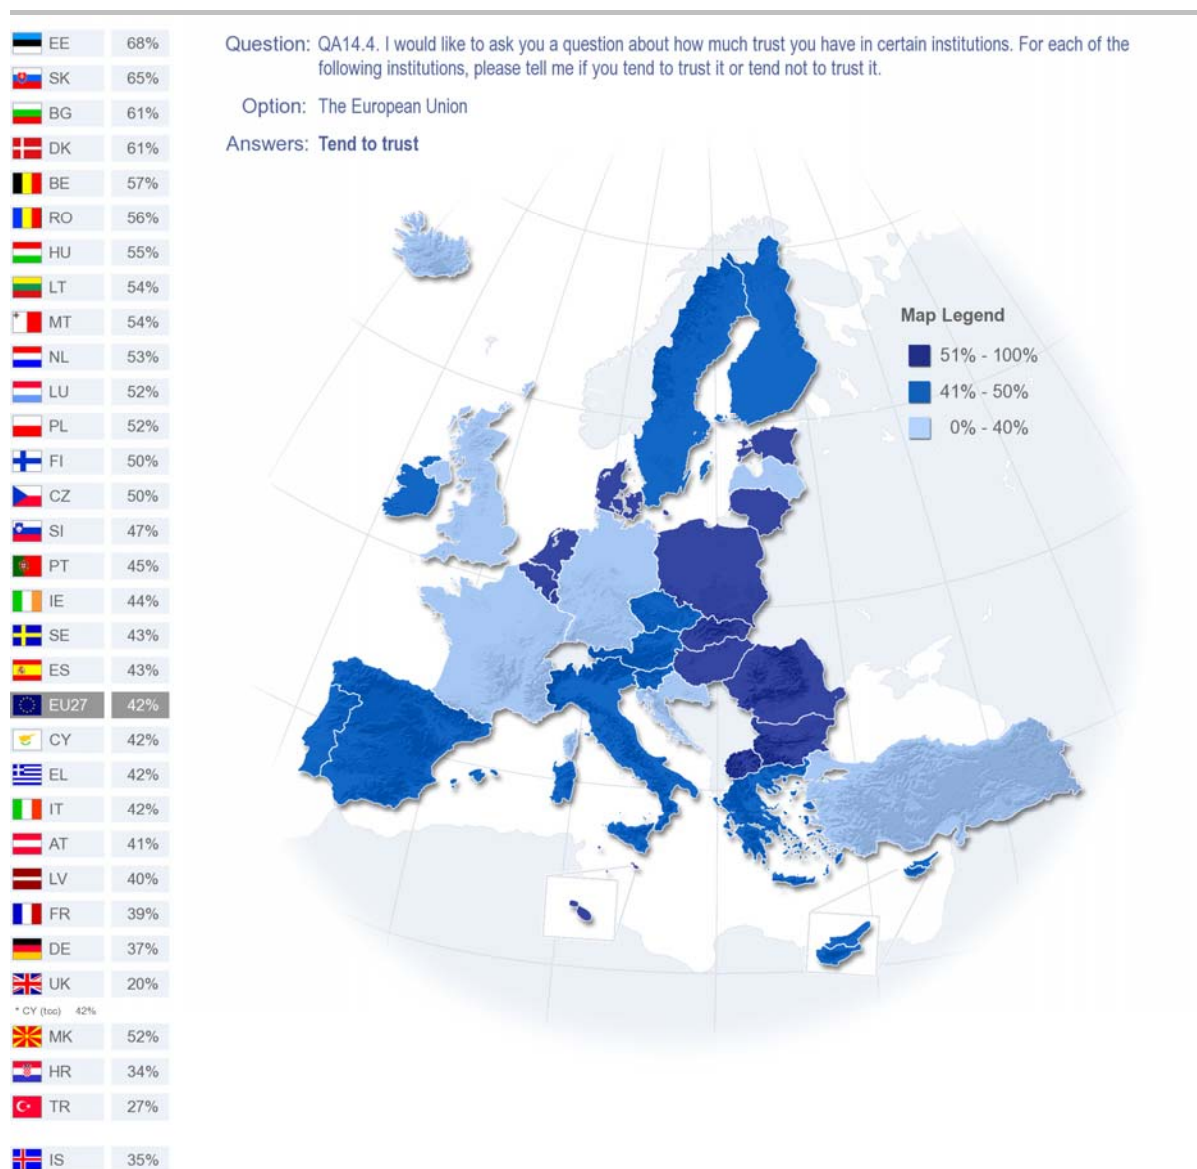 Question: QA14.4. I would like to ask you a question about how much trust you have in certain institutions. For each of the
following institutions, please tell me if you tend to trust it or tend not to trust it.
Option: The European Union
Answers: Tend to trust
EE 68%
SK 65%
BG 61%
DK 61%
BE 57%
RO 56%
HU 55%
LT 54%
MT 54%
NL 53%
LU 52%
PL 52%
FI 50%
CZ 50%
SI 47%
PT 45%
IE 44%
SE 43%
ES 43%
EU27 42%
CY 42%
EL 42%
IT 42%
AT 41%
LV 40%
FR 39%
DE 37%
UK 20%
* CY (tcc) 42%
MK 52%
HR 34%
TR 27%
IS 35%
Map Legend
51% - 100%
41% - 50%
0% - 40%